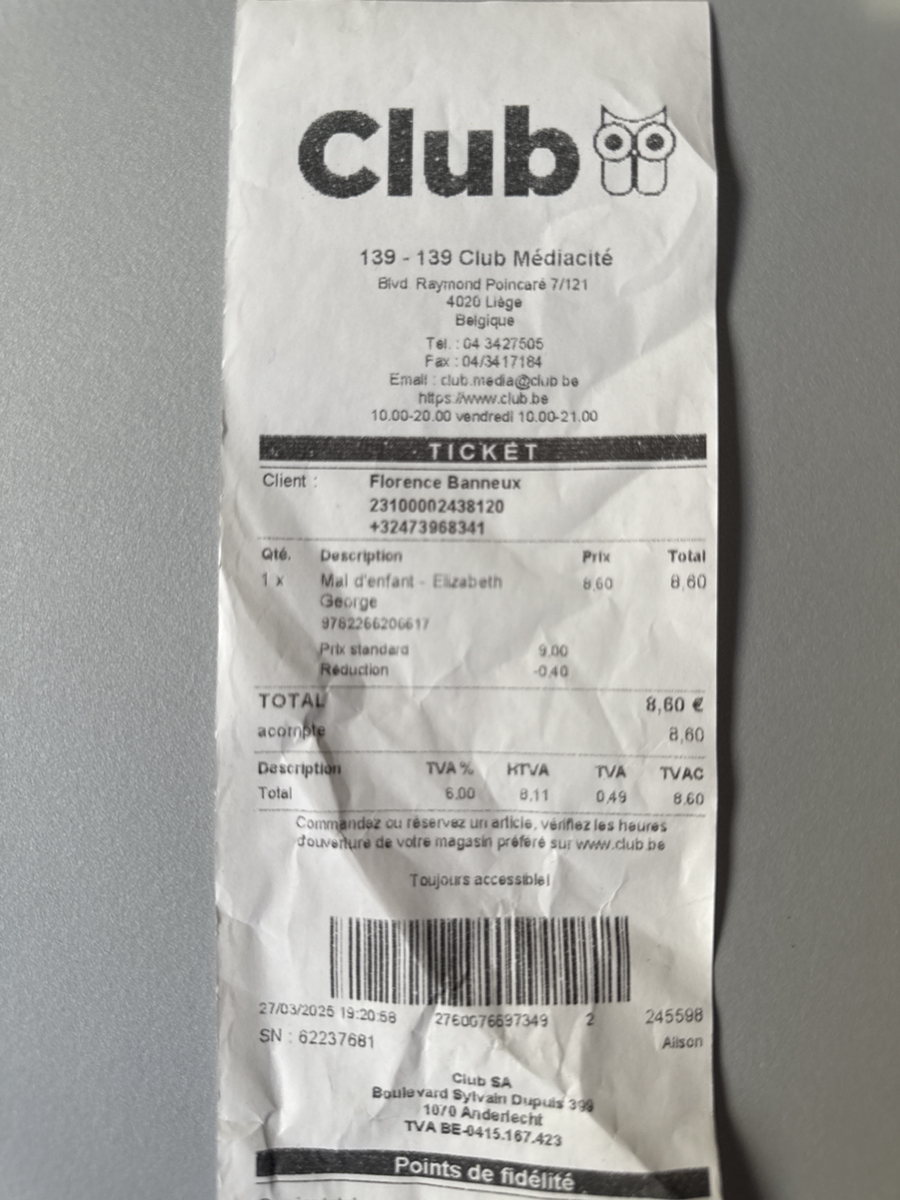 Club
139 - 139 Club Médiacité
Blvd Raymond Poincaré 7/121
4020 Liège
Belgique
Tel. : 04 3427505
Fax : 04/3417184
Email : club.media@club.be
https://www.club.be
10.00-20.00 vendredi 10.00-21.00
TICKET
Client : Florence Banneux
23100002438120
+32473968341
Qté. Description Prix Total
1 x Mal d'enfant - Elizabeth 8,60 8,60
George
9782266206617
Prix standard 9,00
Réduction -0,40
TOTAL 8,60 €
acompte 8,60
Description TVA % HTVA TVA TVAC
Total 6.00 8,11 0,49 8,60
Commandez ou réservez un article, vérifiez les heures
d'ouverture de votre magasin préféré sur www.club.be
Toujours accessible!
27/03/2025 19:20:58 2760076697349 2 245598
SN : 62237681 Alison
Club SA
Boulevard Sylvain Dupuis 399
1070 Anderlecht
TVA BE-0415.167.423
Points de fidélité